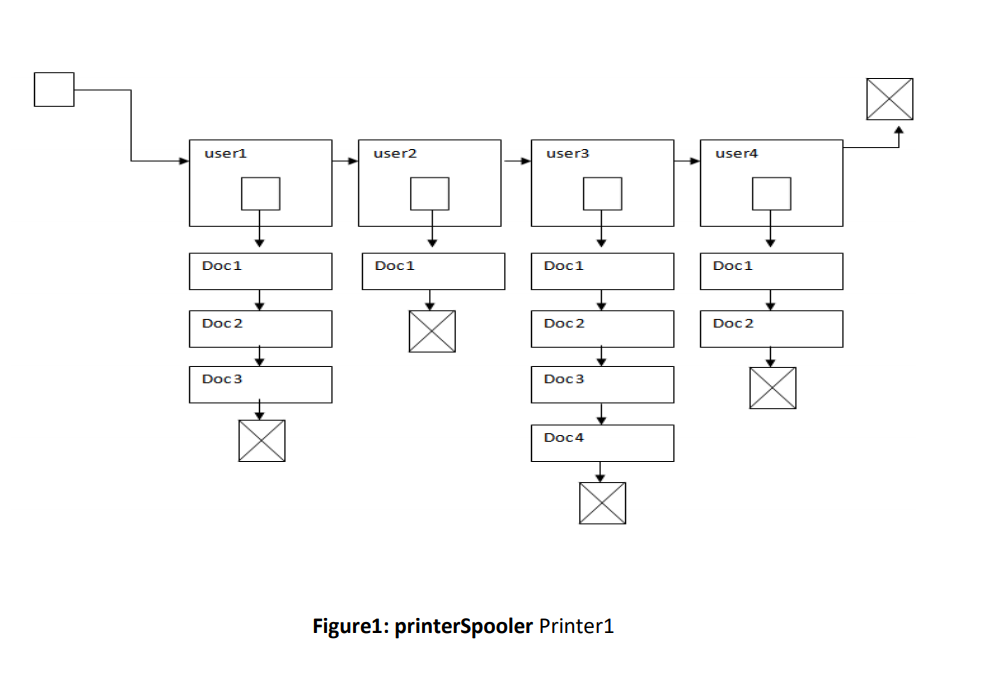 user1
user2
user3
user4
Doc1
Doc1
Doc1
Doc1
Doc2
Doc2
Doc2
Doc3
Doc3
Doc4
Figure1: printerSpooler Printer1